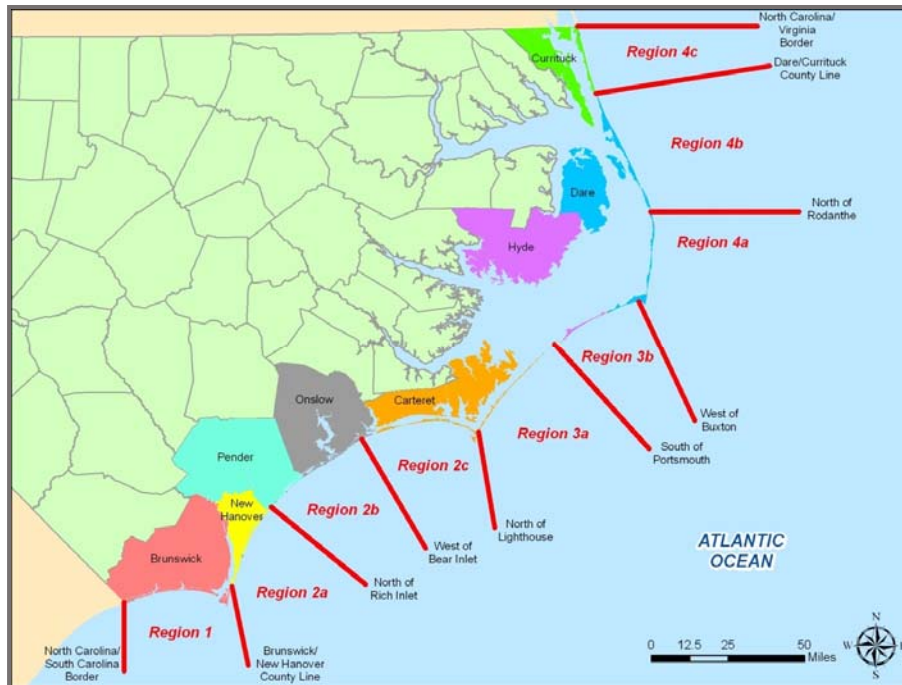 North Carolina/
Virginia
Border
Region 4c
Currituck
Dare/Currituck
County Line
Region 4b
Dare
North of
Rodanthe
Hyde
Region 4a
Region 3b
West of
Buxton
Onslow
Carteret
Region 3a
South of
Portsmouth
Pender
Region 2c
New
Hanover
Region 2b
North of
Lighthouse
West of
Bear Inlet
ATLANTIC
OCEAN
Brunswick
North of
Rich Inlet
Region 2a
Region 1
North Carolina/
South Carolina
Border
Brunswick/
New Hanover
County Line
0 12.5 25 50
Miles
N
W
S